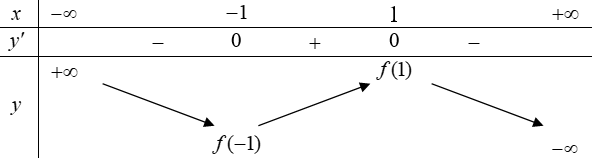 x −∞ −1 1 +∞
y′ − 0 + 0 −
+∞ f(1)
y
f(−1) −∞